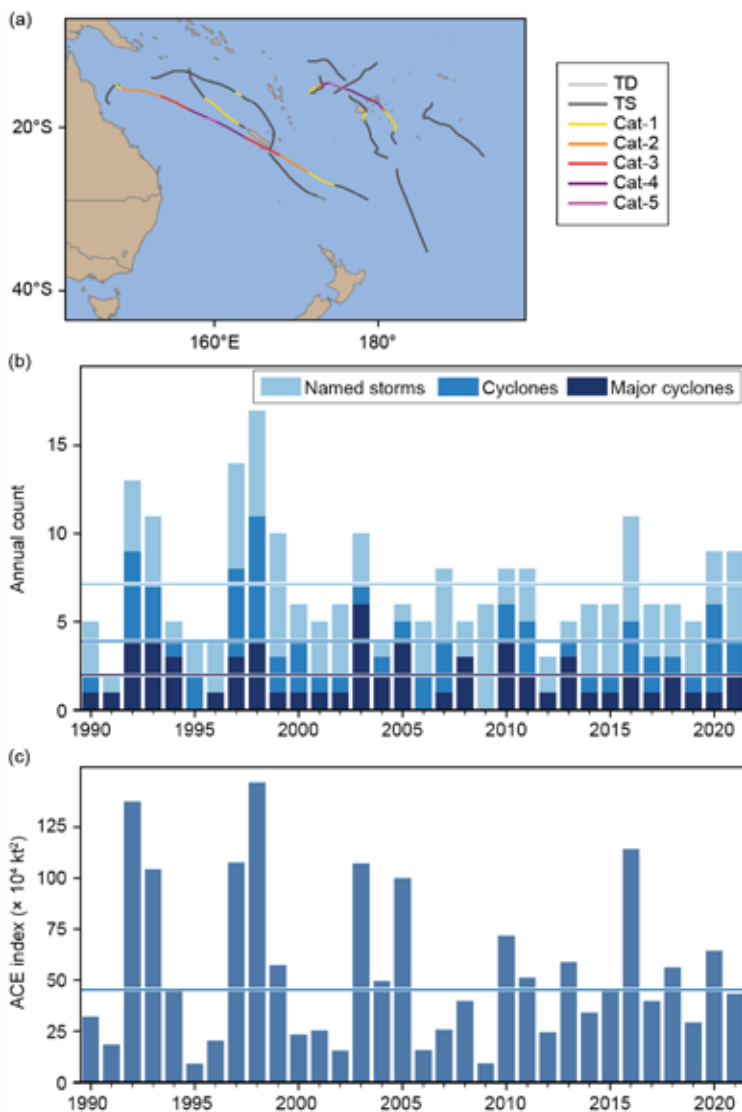 (a)
TD
TS
Cat-1
Cat-2
Cat-3
Cat-4
Cat-5
20°S
40°S
160°E
180°
(b)
Named storms
Cyclones
Major cyclones
Annual count
15
10
5
0
1990
1995
2000
2005
2010
2015
2020
(c)
ACE index (× 10⁴ kt²)
125
100
75
50
25
0
1990
1995
2000
2005
2010
2015
2020